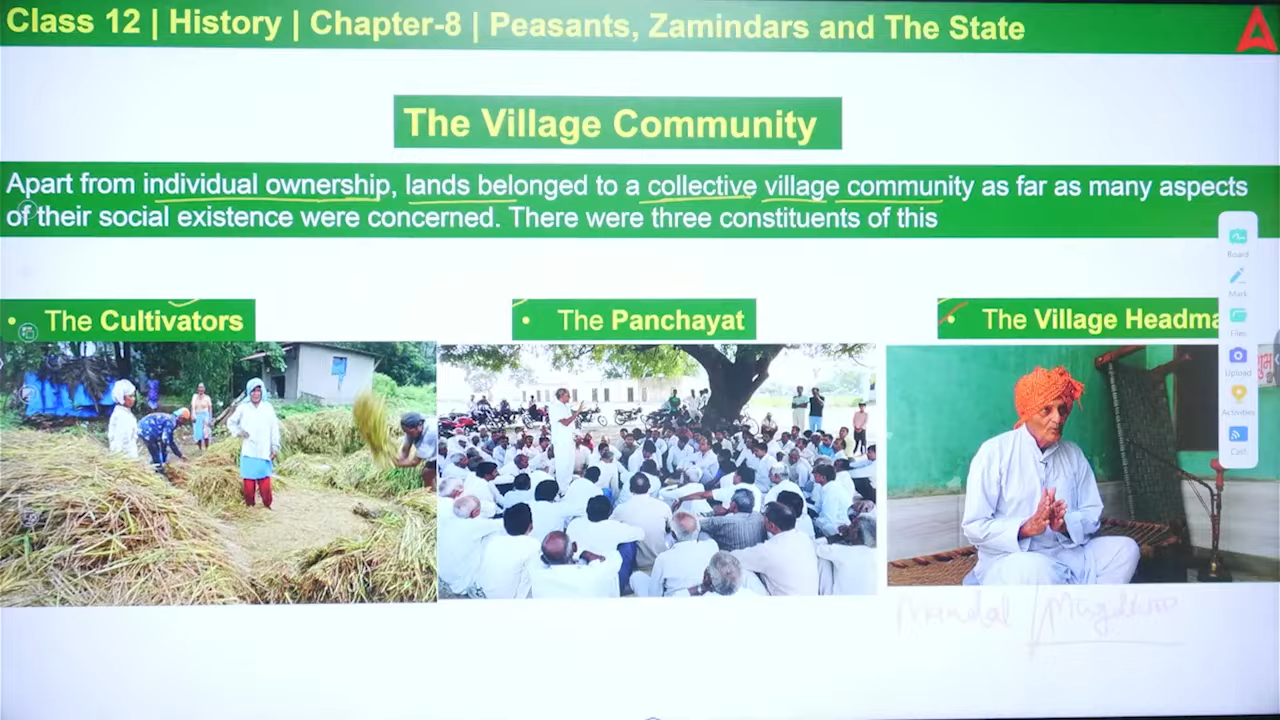 Class 12 | History | Chapter-8 | Peasants, Zamindars and The State
The Village Community
Apart from individual ownership, lands belonged to a collective village community as far as many aspects
of their social existence were concerned. There were three constituents of this
• The Cultivators
• The Panchayat
• The Village Headma
Board
Mark
Files
Upload
Activities
Cast